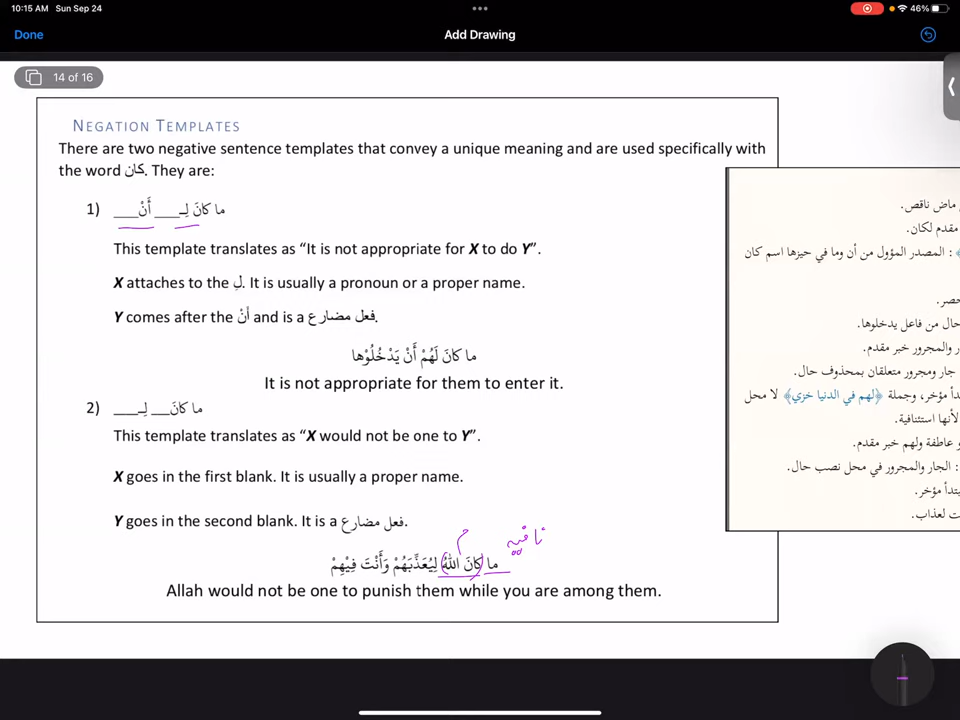 10:15 AM Sun Sep 24
46%
Done
Add Drawing
14 of 16
NEGATION TEMPLATES
There are two negative sentence templates that convey a unique meaning and are used specifically with
the word كان. They are:
1) ما كانَ لِـ ___ أَنْ ___
This template translates as “It is not appropriate for X to do Y”.
X attaches to the لِ. It is usually a pronoun or a proper name.
Y comes after the أَنْ and is a فعل مضارع.
ما كانَ لَهُمْ أَنْ يَدْخُلُوْها
It is not appropriate for them to enter it.
2) ما كانَ ___ لِـ ___
This template translates as “X would not be one to Y”.
X goes in the first blank. It is usually a proper name.
Y goes in the second blank. It is a فعل مضارع.
م نافيه
ما كانَ اللهُ لِيُعَذِّبَهُمْ وَأَنْتَ فِيْهِمْ
Allah would not be one to punish them while you are among them.
ماض ناقص.
مقدم لكان.
: المصدر المؤول من أن وما في حيزها اسم كان
حصر.
حال من فاعل يدخلوها.
والمجرور خبر مقدم.
جار ومجرور متعلقان بمحذوف حال.
مؤخر، وجملة ﴿لهم في الدنيا خزي﴾ لا محل
لأنها استئنافية.
عاطفة ولهم خبر مقدم.
: الجار والمجرور في محل نصب حال.
مؤخر.
لعذاب.